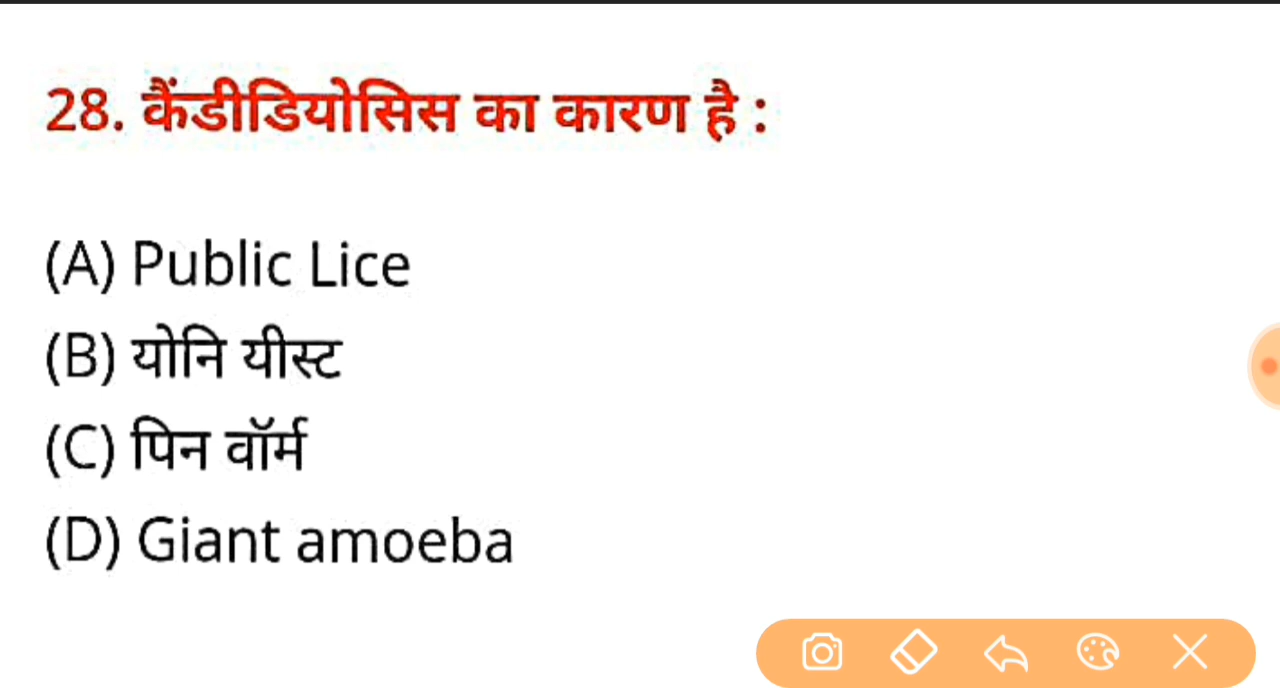 28. कैंडीडियोसिस का कारण है :
(A) Public Lice
(B) योनि यीस्ट
(C) पिन वॉर्म
(D) Giant amoeba